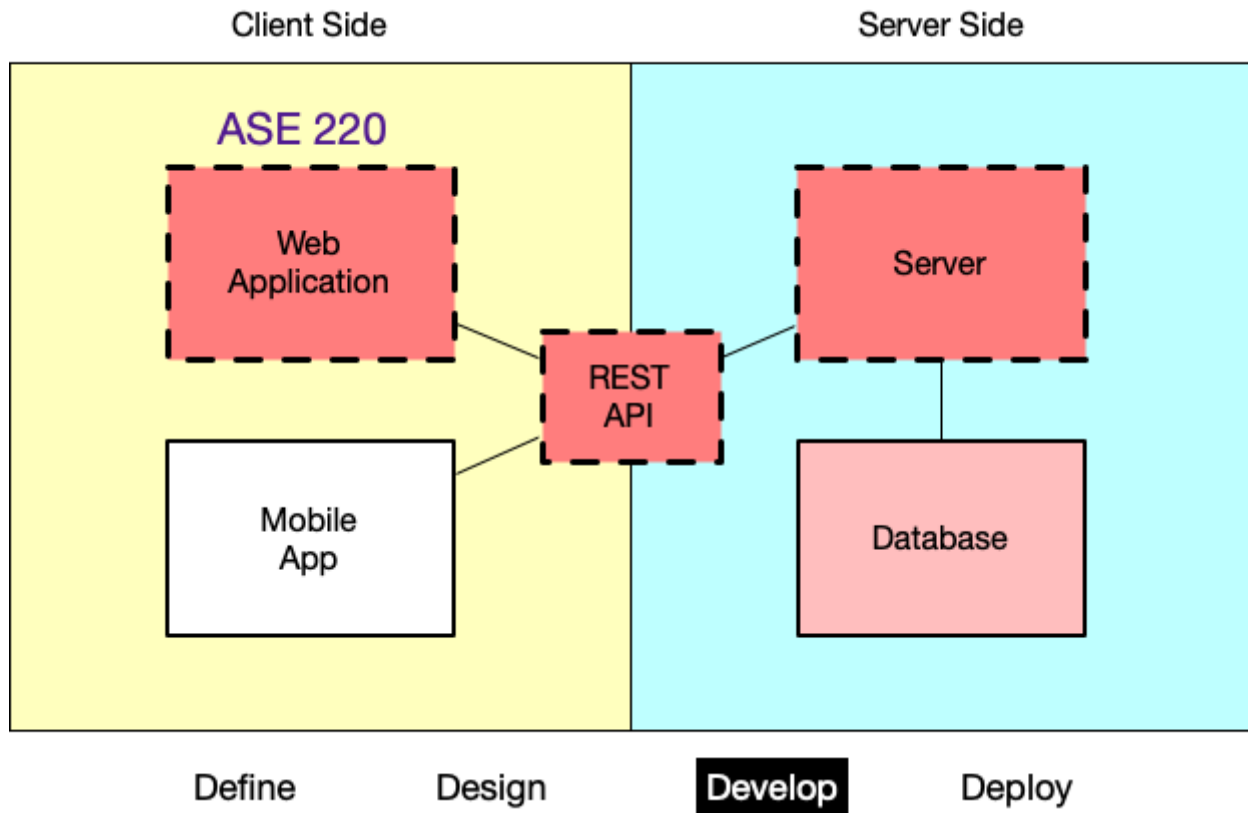 Client Side
Server Side
ASE 220
Web
Application
Server
REST
API
Mobile
App
Database
Define
Design
Develop
Deploy